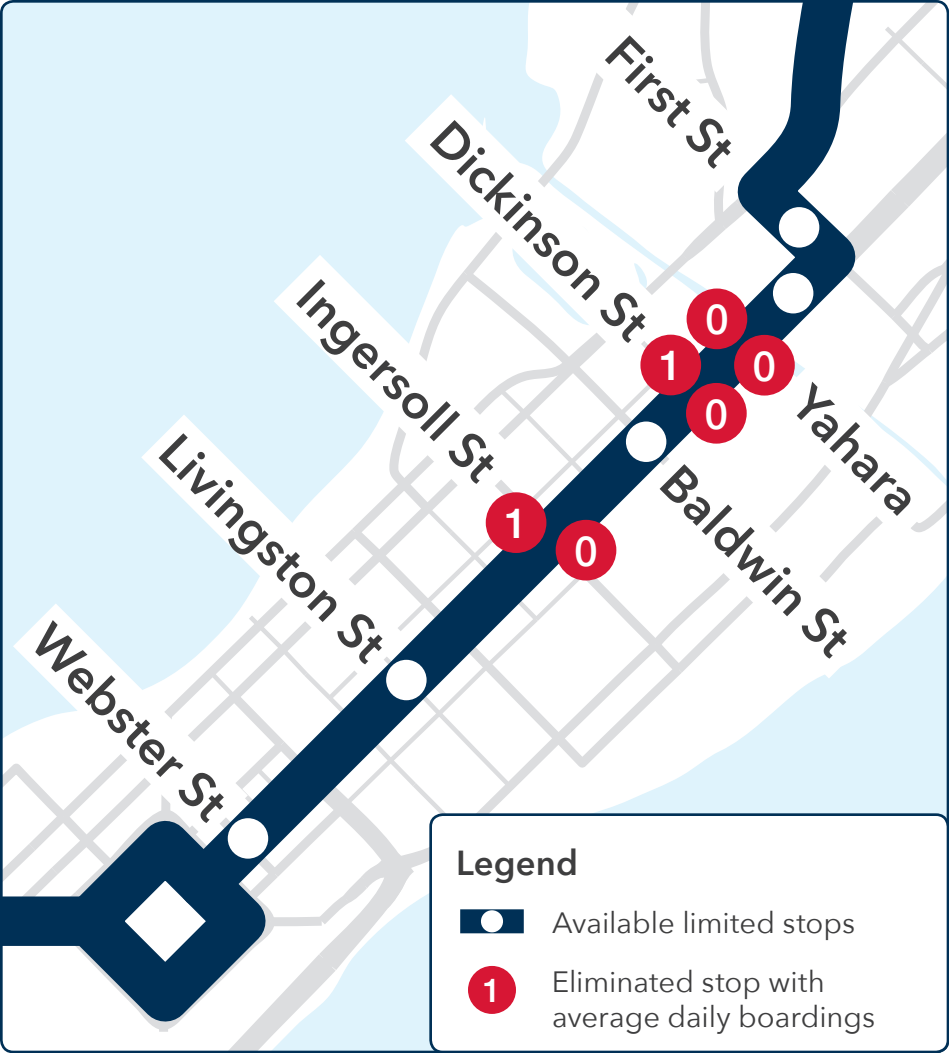 First St
Dickinson St
0
1
0
0
Yahara
Ingersoll St
Baldwin St
1
0
Livingston St
Webster St
Legend
Available limited stops
1
Eliminated stop with
average daily boardings